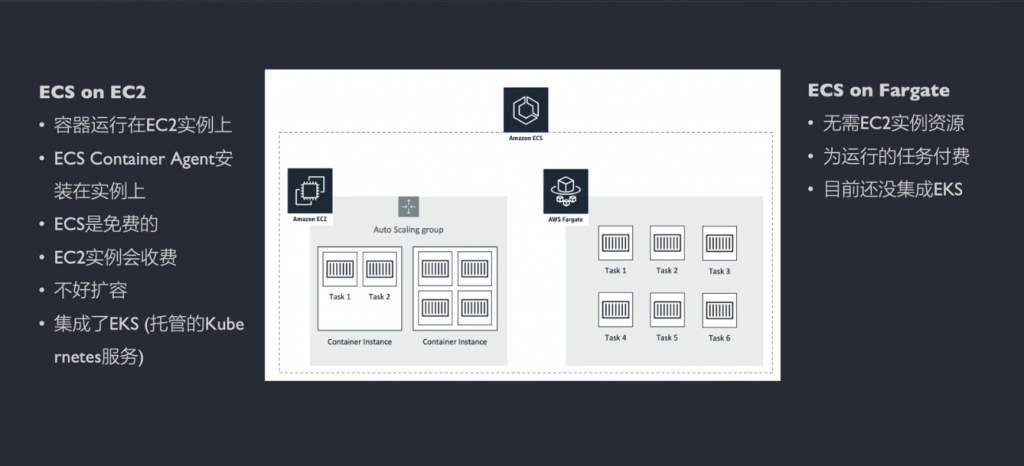 ECS on EC2
• 容器运行在EC2实例上
• ECS Container Agent安
装在实例上
• ECS是免费的
• EC2实例会收费
• 不好扩容
• 集成了EKS (托管的Kube
rnetes服务)
Amazon ECS
Amazon EC2
Auto Scaling group
Task 1
Task 2
Container Instance
Container Instance
AWS Fargate
Task 1
Task 2
Task 3
Task 4
Task 5
Task 6
ECS on Fargate
• 无需EC2实例资源
• 为运行的任务付费
• 目前还没集成EKS